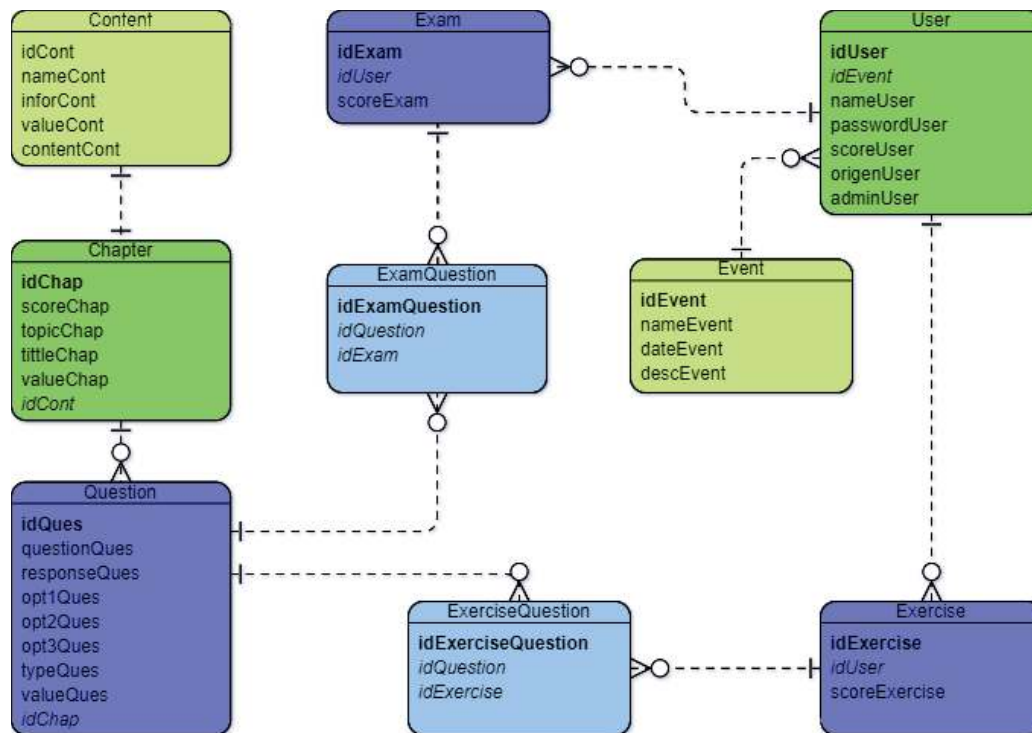 Content
idCont
nameCont
inforCont
valueCont
contentCont
Exam
idExam
idUser
scoreExam
User
idUser
idEvent
nameUser
passwordUser
scoreUser
origenUser
adminUser
Chapter
idChap
scoreChap
topicChap
tittleChap
valueChap
idCont
ExamQuestion
idExamQuestion
idQuestion
idExam
Event
idEvent
nameEvent
dateEvent
descEvent
Question
idQues
questionQues
responseQues
opt1Ques
opt2Ques
opt3Ques
typeQues
valueQues
idChap
ExerciseQuestion
idExerciseQuestion
idQuestion
idExercise
Exercise
idExercise
idUser
scoreExercise